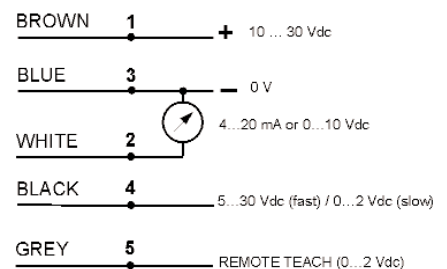 BROWN 1 + 10 ... 30 Vdc
BLUE 3 – 0 V
4...20 mA or 0...10 Vdc
WHITE 2
BLACK 4 5...30 Vdc (fast) / 0...2 Vdc (slow)
GREY 5 REMOTE TEACH (0...2 Vdc)